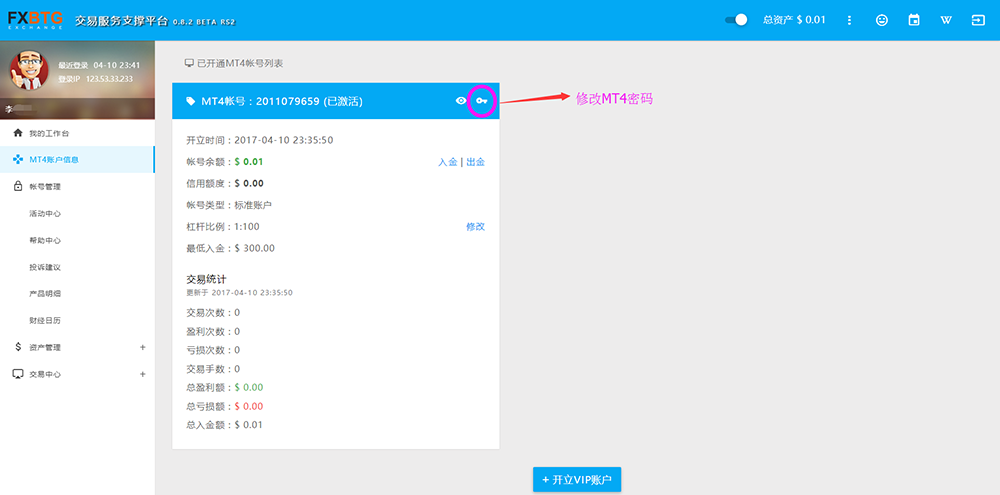 FXBTG
EXCHANGE
交易服务支撑平台 0.8.2 BETA RS2
总资产 $ 0.01
W
最近登录 04-10 23:41
登录IP 123.53.33.233
李
我的工作台
MT4账户信息
帐号管理
活动中心
帮助中心
投诉建议
产品明细
财经日历
资产管理 +
交易中心 +
已开通MT4帐号列表
MT4帐号：2011079659 (已激活)
修改MT4密码
开立时间：2017-04-10 23:35:50
帐号余额：$ 0.01 入金 | 出金
信用额度：$ 0.00
帐号类型：标准账户
杠杆比例：1:100 修改
最低入金：$ 300.00
交易统计
更新于 2017-04-10 23:35:50
交易次数：0
盈利次数：0
亏损次数：0
交易手数：0
总盈利额：$ 0.00
总亏损额：$ 0.00
总入金额：$ 0.01
+ 开立VIP账户